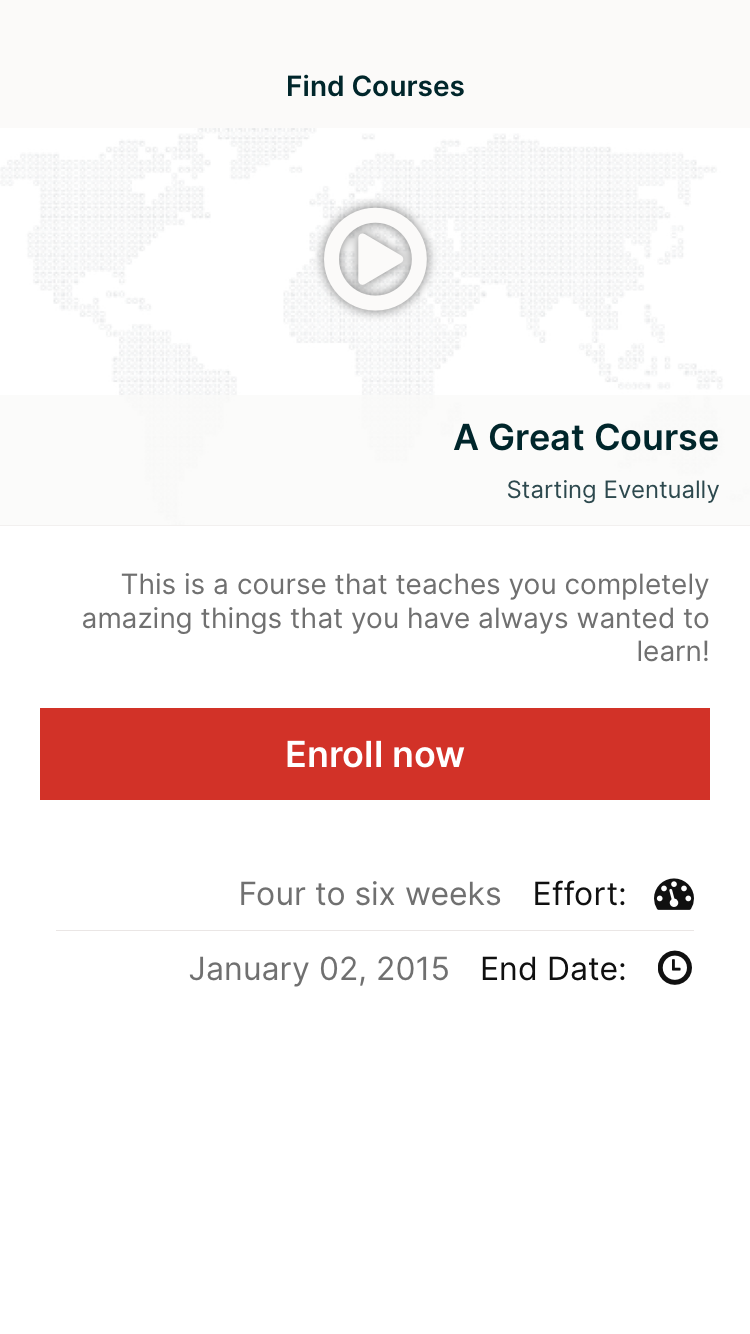 Find Courses
A Great Course
Starting Eventually
This is a course that teaches you completely
amazing things that you have always wanted to
learn!
Enroll now
Effort: Four to six weeks
End Date: January 02, 2015